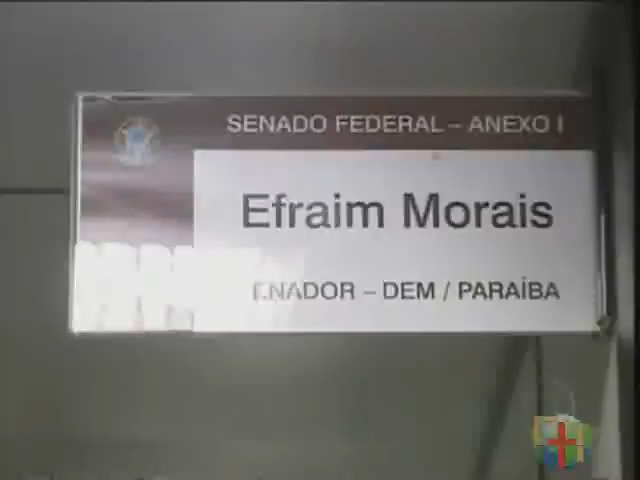 SENADO FEDERAL – ANEXO I
Efraim Morais
ENADOR – DEM / PARAÍBA